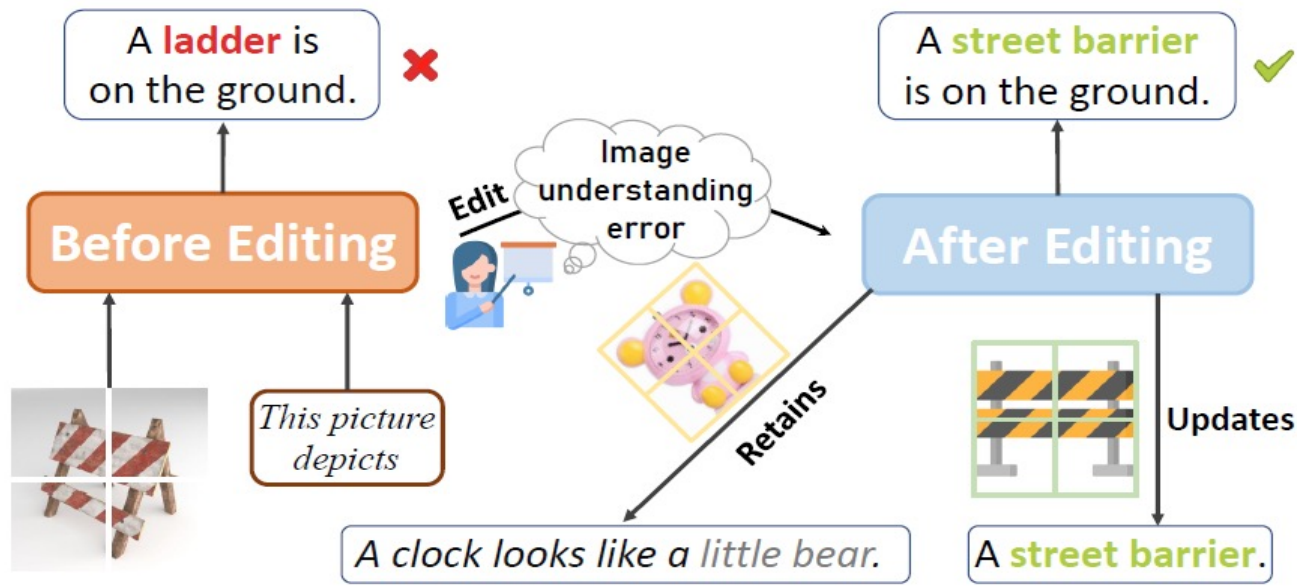 A ladder is
on the ground.
A street barrier
is on the ground.
Image
understanding
error
Edit
Before Editing
After Editing
This picture
depicts
Retains
Updates
A clock looks like a little bear.
A street barrier.